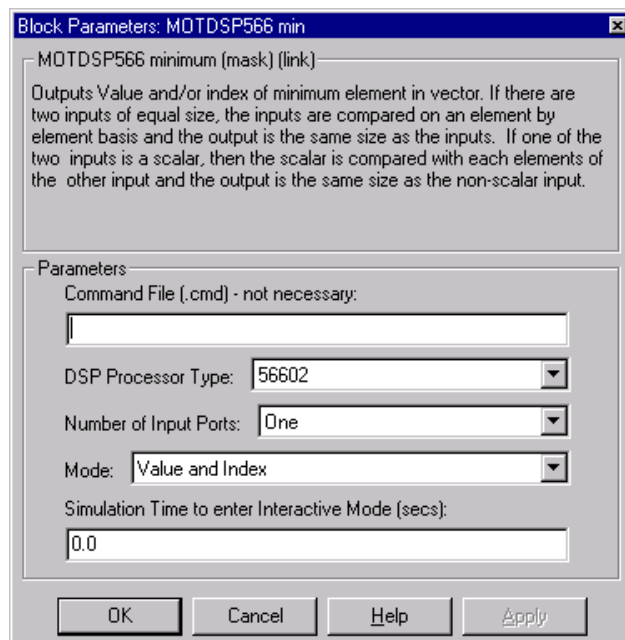 Block Parameters: MOTDSP566 min
MOTDSP566 minimum (mask) (link)
Outputs Value and/or index of minimum element in vector. If there are
two inputs of equal size, the inputs are compared on an element by
element basis and the output is the same size as the inputs.  If one of the
two  inputs is a scalar, then the scalar is compared with each elements of
the  other input and the output is the same size as the non-scalar input.
Parameters
Command File (.cmd) - not necessary:
DSP Processor Type: 56602
Number of Input Ports: One
Mode: Value and Index
Simulation Time to enter Interactive Mode (secs):
0.0
OK Cancel Help Apply